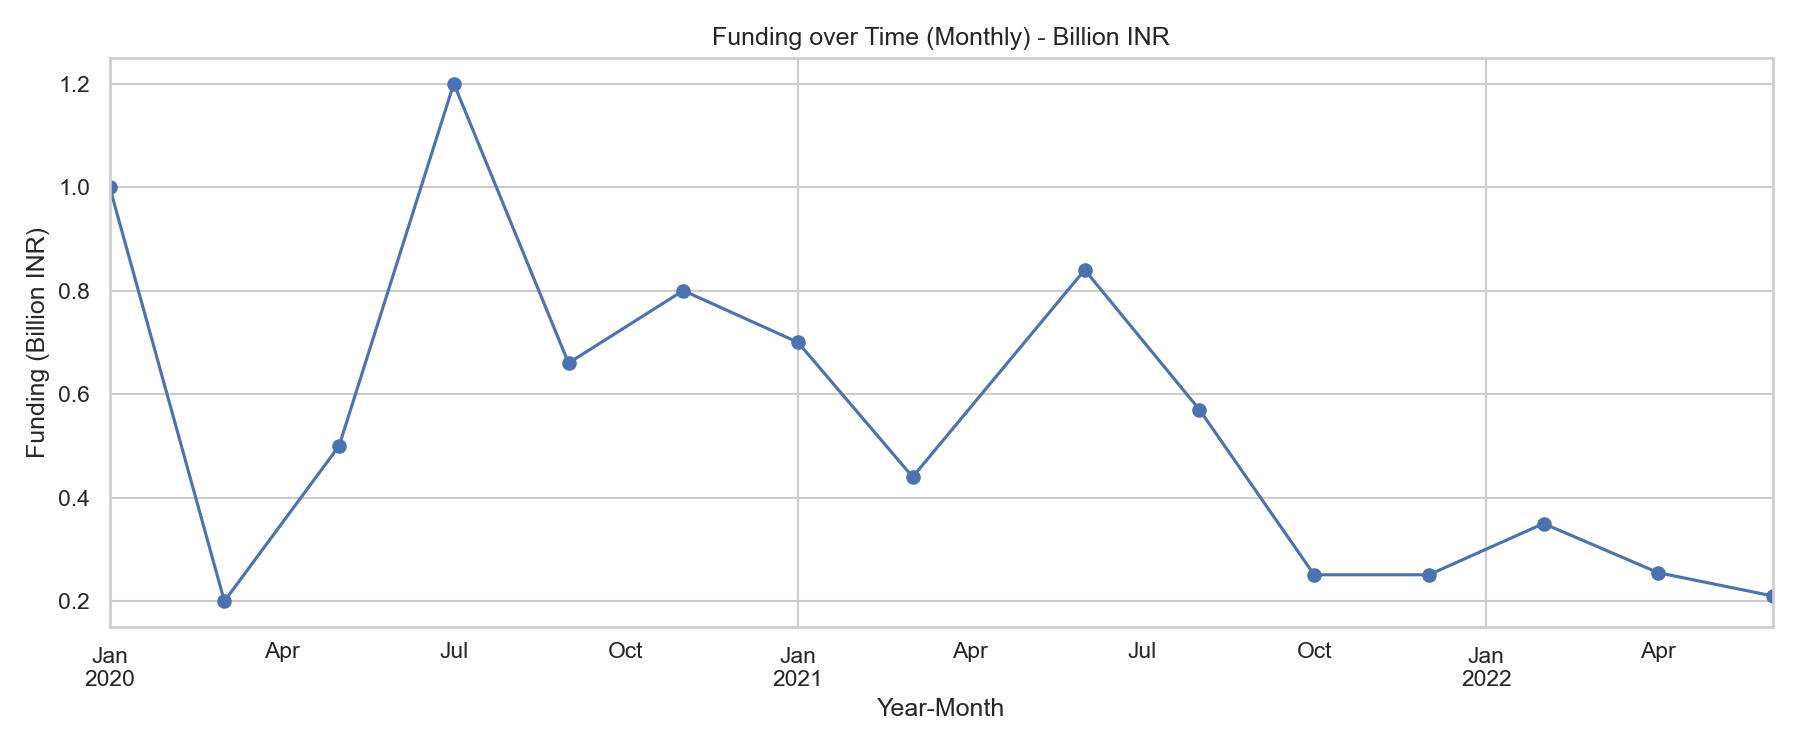 Funding over Time (Monthly) - Billion INR
Funding (Billion INR)
1.2
1.0
0.8
0.6
0.4
0.2
Jan Apr Jul Oct Jan Apr Jul Oct Jan Apr
2020 2021 2022
Year-Month